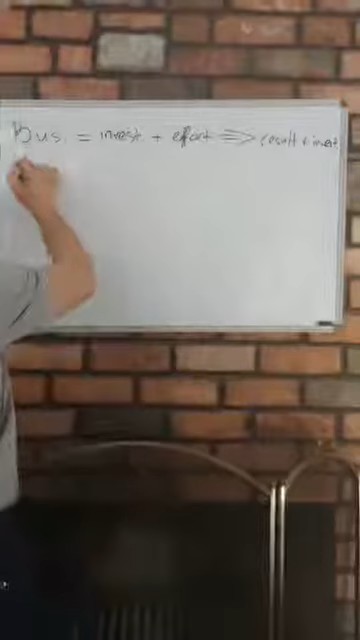 Bus. = invest. + effort => result + invest